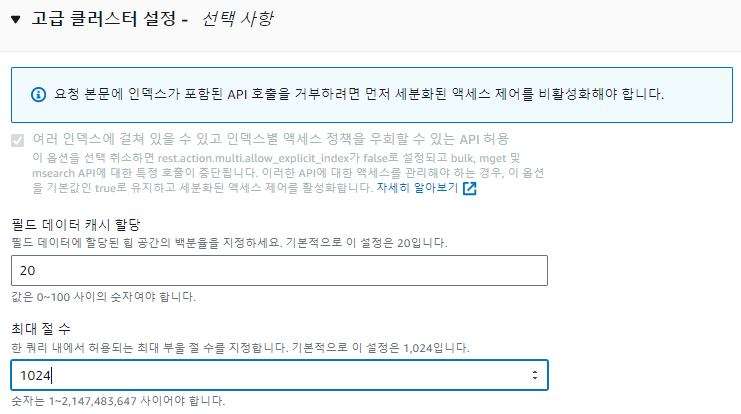 고급 클러스터 설정 - 선택 사항
요청 본문에 인덱스가 포함된 API 호출을 거부하려면 먼저 세분화된 액세스 제어를 비활성화해야 합니다.
여러 인덱스에 걸쳐 있을 수 있고 인덱스별 액세스 정책을 우회할 수 있는 API 허용
이 옵션을 선택 취소하면 rest.action.multi.allow_explicit_index가 false로 설정되고 bulk, mget 및
msearch API에 대한 특정 호출이 중단됩니다. 이러한 API에 대한 액세스를 관리해야 하는 경우, 이 옵션
을 기본값인 true로 유지하고 세분화된 액세스 제어를 활성화합니다. 자세히 알아보기
필드 데이터 캐시 할당
필드 데이터에 할당된 힙 공간의 백분율을 지정하세요. 기본적으로 이 설정은 20입니다.
20
값은 0~100 사이의 숫자여야 합니다.
최대 절 수
한 쿼리 내에서 허용되는 최대 부울 절 수를 지정합니다. 기본적으로 이 설정은 1,024입니다.
1024
숫자는 1~2,147,483,647 사이어야 합니다.